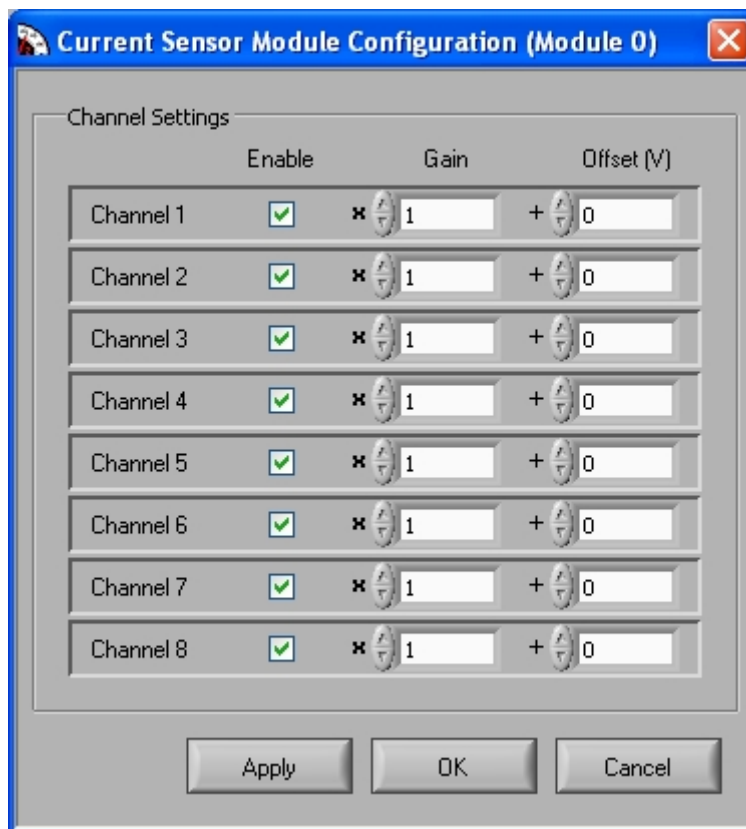 Current Sensor Module Configuration (Module 0)
Channel Settings
Enable Gain Offset (V)
Channel 1 × 1 + 0
Channel 2 × 1 + 0
Channel 3 × 1 + 0
Channel 4 × 1 + 0
Channel 5 × 1 + 0
Channel 6 × 1 + 0
Channel 7 × 1 + 0
Channel 8 × 1 + 0
Apply OK Cancel